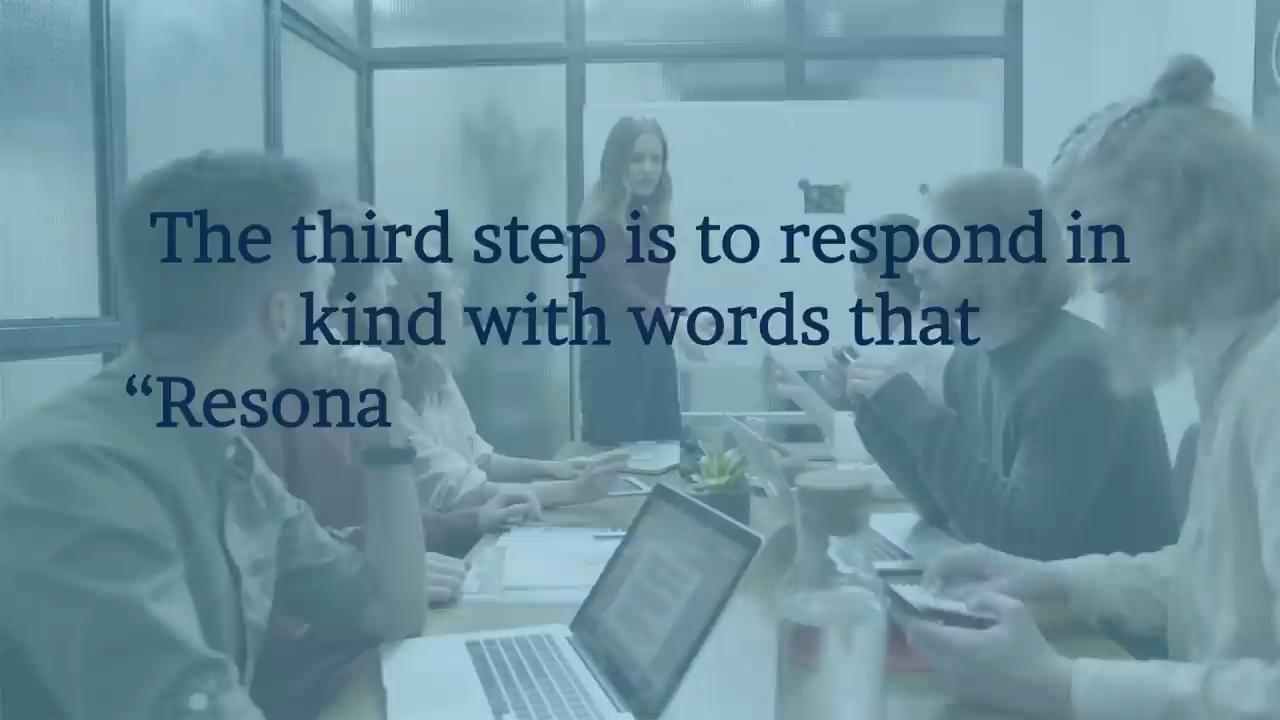 The third step is to respond in
kind with words that
“Resona